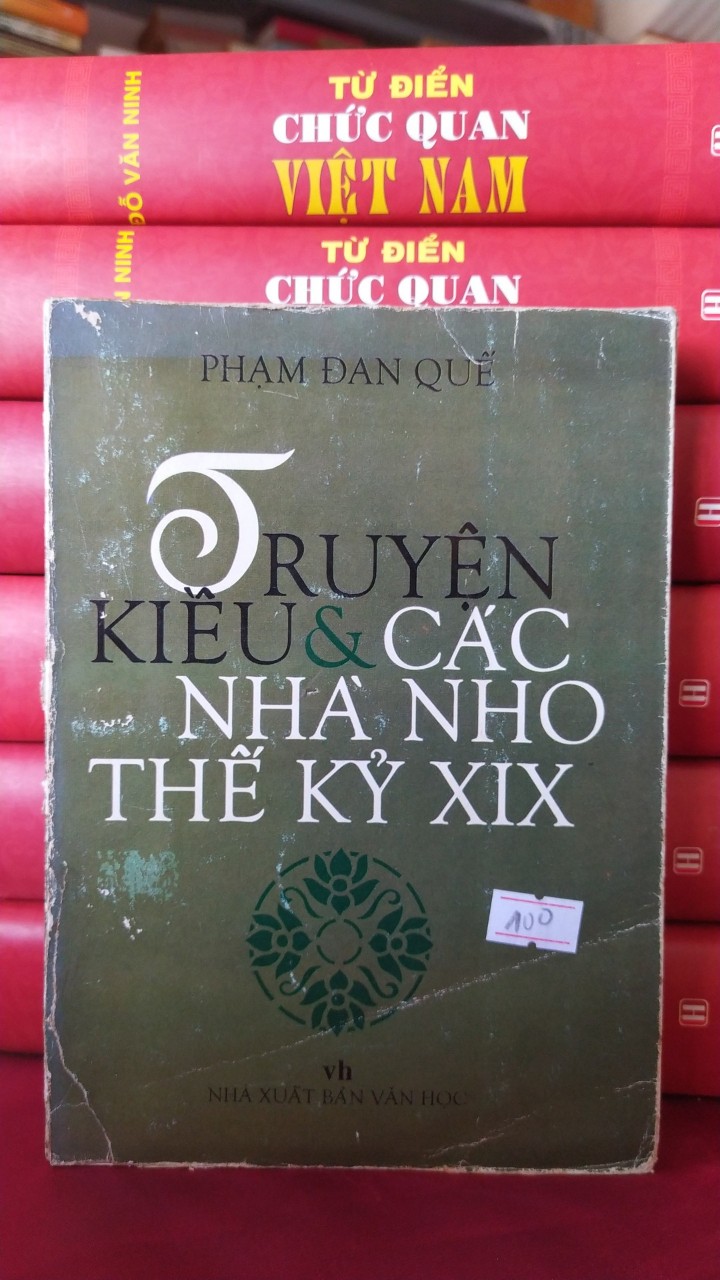 TỪ ĐIỂN
CHỨC QUAN
VIỆT NAM
ĐỖ VĂN NINH
TỪ ĐIỂN
CHỨC QUAN
NINH
PHẠM ĐAN QUẾ
TRUYỆN
KIỀU & CÁC
NHÀ NHO
THẾ KỶ XIX
100
vh
NHÀ XUẤT BẢN VĂN HỌC
H
H
H
H
H